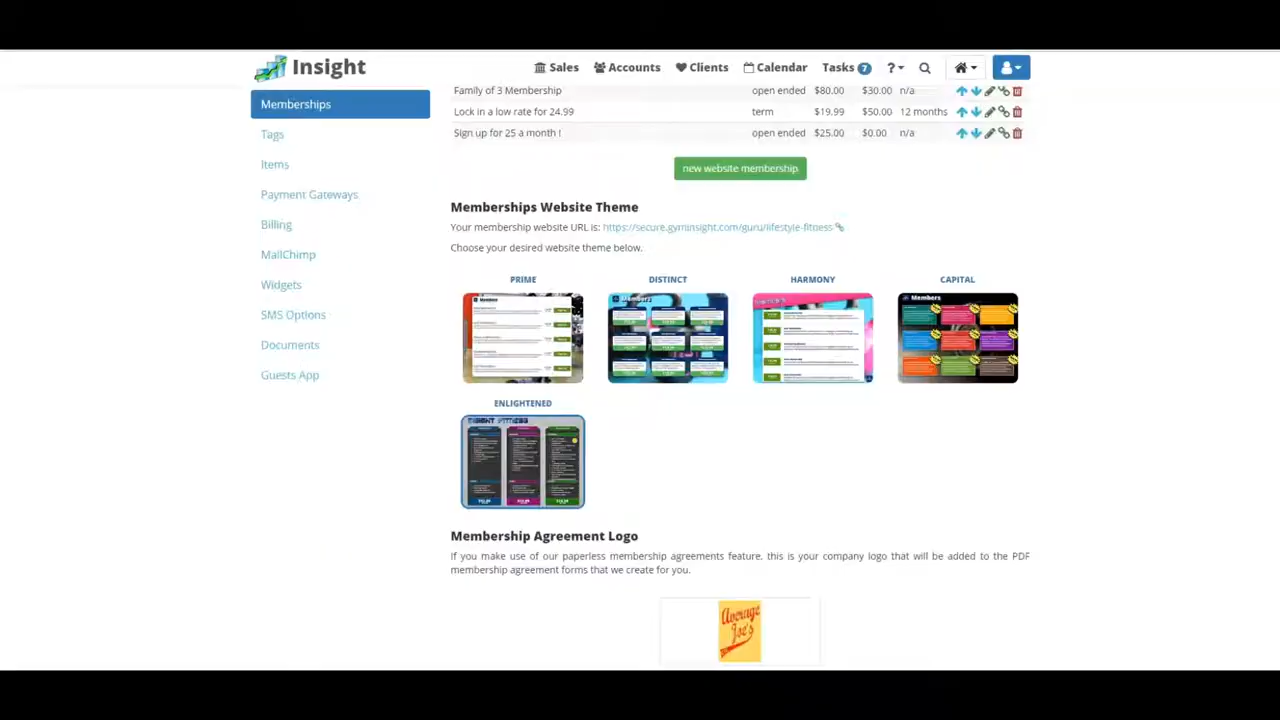 Insight Sales Accounts Clients Calendar Tasks 7 ?
Memberships
Tags
Items
Payment Gateways
Billing
MailChimp
Widgets
SMS Options
Documents
Guests App
Family of 3 Membership open ended $80.00 $30.00 n/a
Lock in a low rate for 24.99 term $19.99 $50.00 12 months
Sign up for 25 a month ! open ended $25.00 $0.00 n/a
new website membership
Memberships Website Theme
Your membership website URL is: https://secure.gyminsight.com/guru/lifestyle-fitness
Choose your desired website theme below.
PRIME DISTINCT HARMONY CAPITAL
Members Members Members
ENLIGHTENED
INSIGHT FITNESS
Membership Agreement Logo
If you make use of our paperless membership agreements feature, this is your company logo that will be added to the PDF
membership agreement forms that we create for you.
Average
Joe's